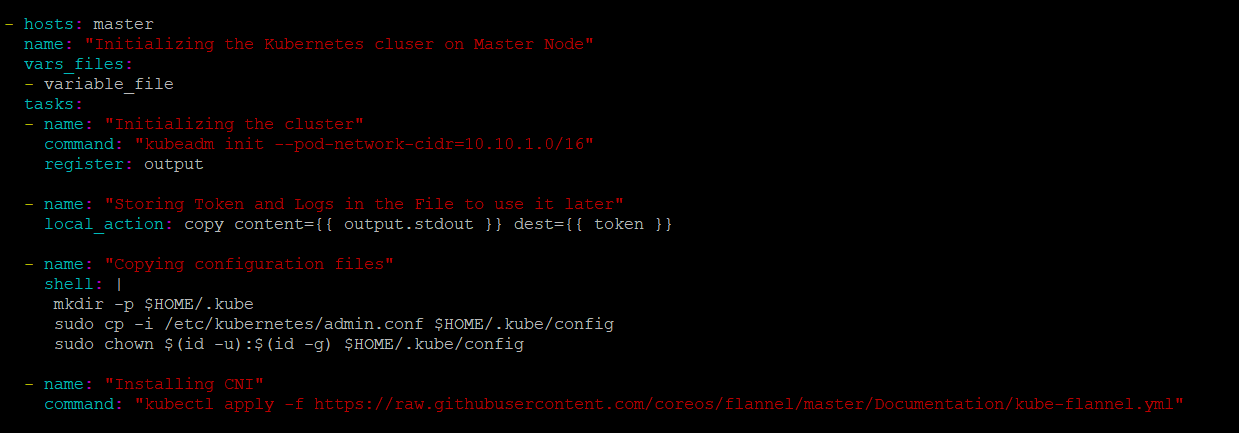 - hosts: master
  name: "Initializing the Kubernetes cluser on Master Node"
  vars_files:
  - variable_file
  tasks:
  - name: "Initializing the cluster"
    command: "kubeadm init --pod-network-cidr=10.10.1.0/16"
    register: output
  - name: "Storing Token and Logs in the File to use it later"
    local_action: copy content={{ output.stdout }} dest={{ token }}
  - name: "Copying configuration files"
    shell: |
     mkdir -p $HOME/.kube
     sudo cp -i /etc/kubernetes/admin.conf $HOME/.kube/config
     sudo chown $(id -u):$(id -g) $HOME/.kube/config
  - name: "Installing CNI"
    command: "kubectl apply -f https://raw.githubusercontent.com/coreos/flannel/master/Documentation/kube-flannel.yml"